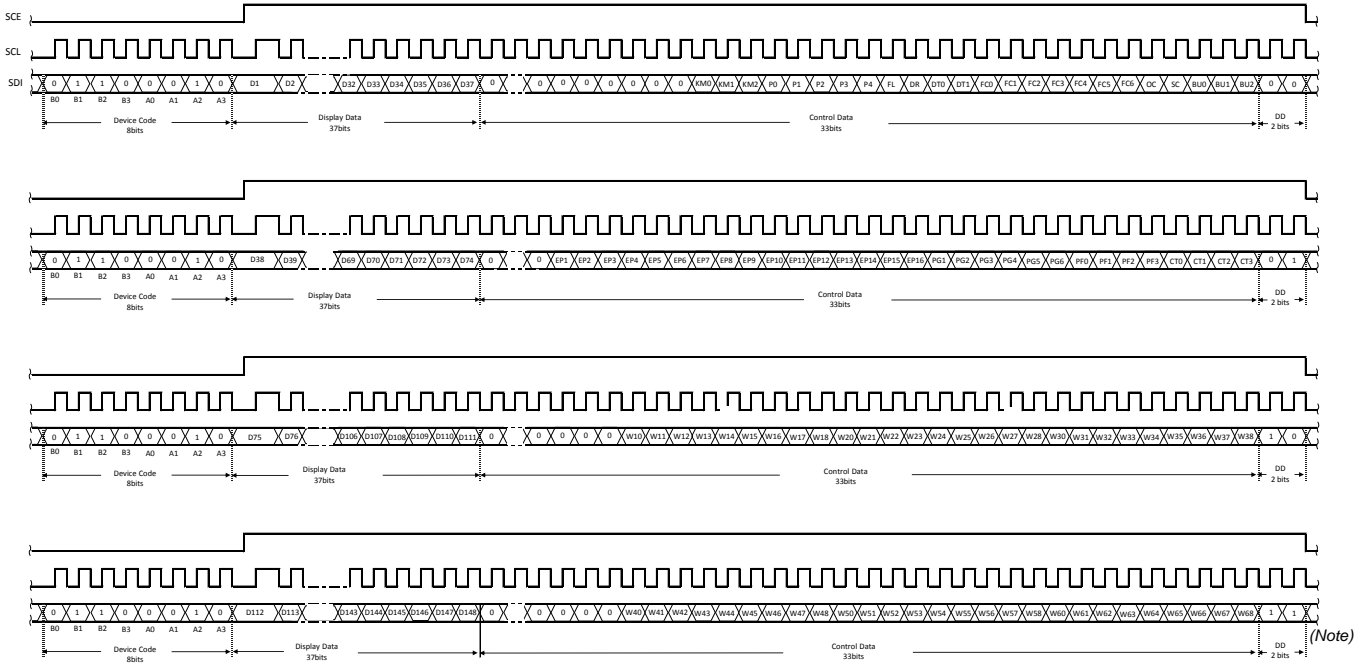 SCE
SCL
SDI 0 1 1 0 0 0 1 0 D1 D2 D32 D33 D34 D35 D36 D37 0 0 0 0 0 0 0 0 KM0 KM1 KM2 P0 P1 P2 P3 P4 FL DR DT0 DT1 FC0 FC1 FC2 FC3 FC4 FC5 FC6 OC SC BU0 BU1 BU2 0 0
B0 B1 B2 B3 A0 A1 A2 A3
Device Code Display Data Control Data DD
8bits 37bits 33bits 2 bits
0 1 1 0 0 0 1 0 D38 D39 D69 D70 D71 D72 D73 D74 0 0 0 EP1 EP2 EP3 EP4 EP5 EP6 EP7 EP8 EP9 EP10 EP11 EP12 EP13 EP14 EP15 EP16 PG1 PG2 PG3 PG4 PG5 PG6 PF0 PF1 PF2 PF3 CT0 CT1 CT2 CT3 0 1
B0 B1 B2 B3 A0 A1 A2 A3
Device Code Display Data Control Data DD
8bits 37bits 33bits 2 bits
0 1 1 0 0 0 1 0 D75 D76 D106 D107 D108 D109 D110 D111 0 0 0 0 0 W10 W11 W12 W13 W14 W15 W16 W17 W18 W20 W21 W22 W23 W24 W25 W26 W27 W28 W30 W31 W32 W33 W34 W35 W36 W37 W38 1 0
B0 B1 B2 B3 A0 A1 A2 A3
Device Code Display Data Control Data DD
8bits 37bits 33bits 2 bits
0 1 1 0 0 0 1 0 D112 D113 D143 D144 D145 D146 D147 D148 0 0 0 0 0 W40 W41 W42 W43 W44 W45 W46 W47 W48 W50 W51 W52 W53 W54 W55 W56 W57 W58 W60 W61 W62 W63 W64 W65 W66 W67 W68 1 1
B0 B1 B2 B3 A0 A1 A2 A3 (Note)
Device Code Display Data Control Data DD
8bits 37bits 33bits 2 bits